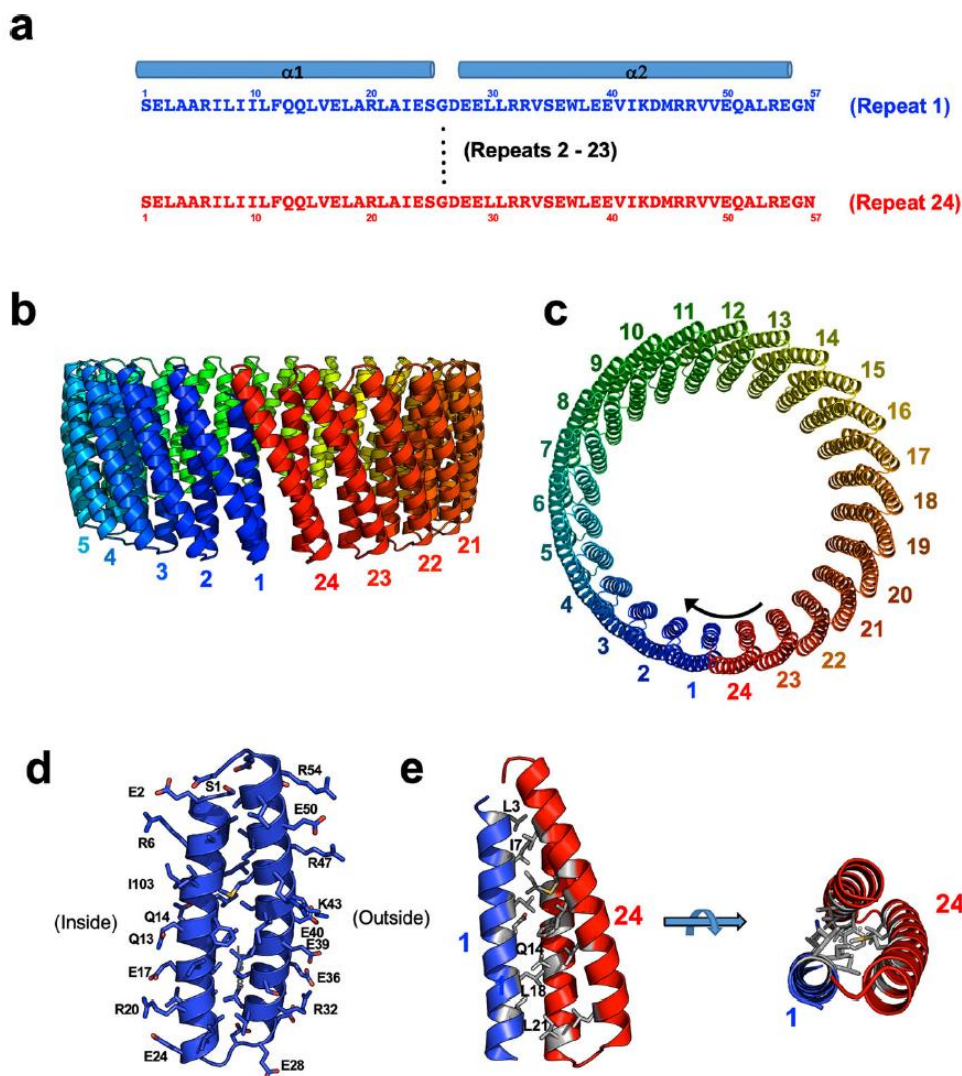 a
α1 α2
1 10 20 30 40 50 57
SELAARILIILFQQLVELARLAIESGDEELLRRVSEWLEEVIKDMRRVVEQALREGN (Repeat 1)
(Repeats 2 - 23)
SELAARILIILFQQLVELARLAIESGDEELLRRVSEWLEEVIKDMRRVVEQALREGN (Repeat 24)
1 10 20 30 40 50 57
b
5 4 3 2 1 24 23 22 21
c
1
2
3
4
5
6
7
8
9
10
11
12
13
14
15
16
17
18
19
20
21
22
23
24
d
S1
R54
E2
E50
R6
R47
I103
K43
(Inside)
Q14
(Outside)
E40
Q13
E39
E17
E36
R20
R32
E24
E28
e
L3
I7
1
24
Q14
L18
L21
24
1